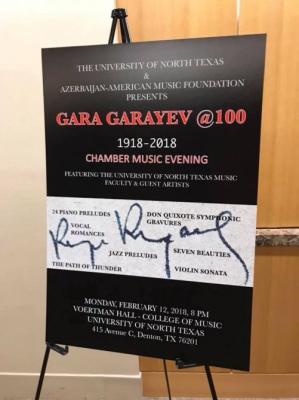 THE UNIVERSITY OF NORTH TEXAS
&
AZERBAIJAN-AMERICAN MUSIC FOUNDATION
PRESENTS
GARA GARAYEV @100
1918-2018
CHAMBER MUSIC EVENING
FEATURING THE UNIVERSITY OF NORTH TEXAS MUSIC
FACULTY & GUEST ARTISTS
24 PIANO PRELUDES
DON QUIXOTE SYMPHONIC
GRAVURES
VOCAL
ROMANCES
JAZZ PRELUDES
SEVEN BEAUTIES
THE PATH OF THUNDER
VIOLIN SONATA
MONDAY, FEBRUARY 12, 2018, 8 PM
VOERTMAN HALL - COLLEGE OF MUSIC
UNIVERSITY OF NORTH TEXAS
415 Avenue C, Denton, TX 76201